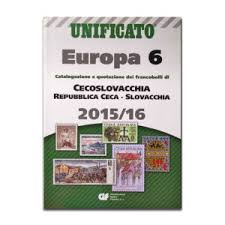 UNIFICATO
Europa 6
Catalogazione e quotazione dei francobolli di
CECOSLOVACCHIA
REPUBBLICA CECA - SLOVACCHIA
2015/16